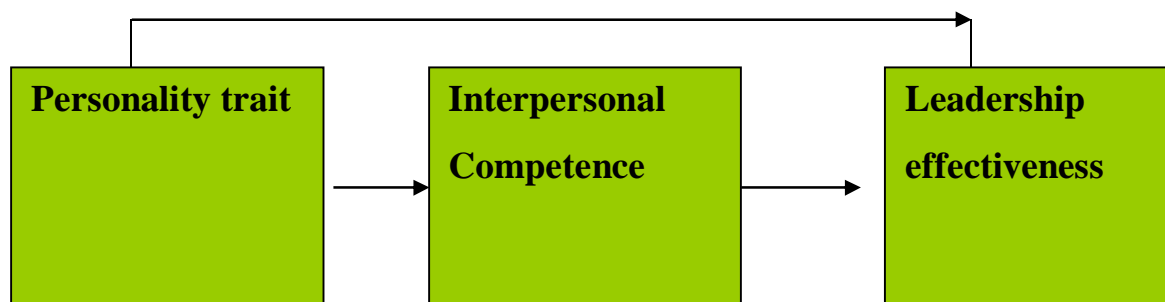 Personality trait
Interpersonal
Competence
Leadership
effectiveness